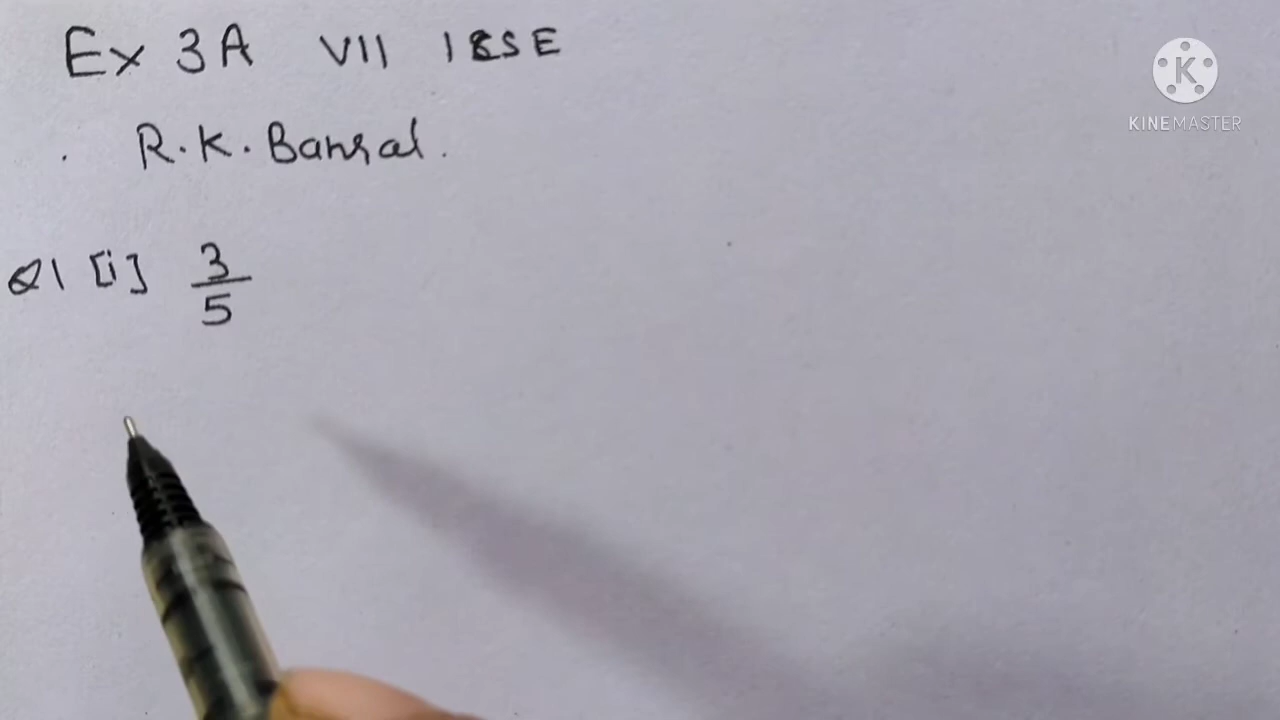 Ex 3A VII ICSE
R.K. Bansal.
Q1 [i] 3/5
K
KINEMASTER